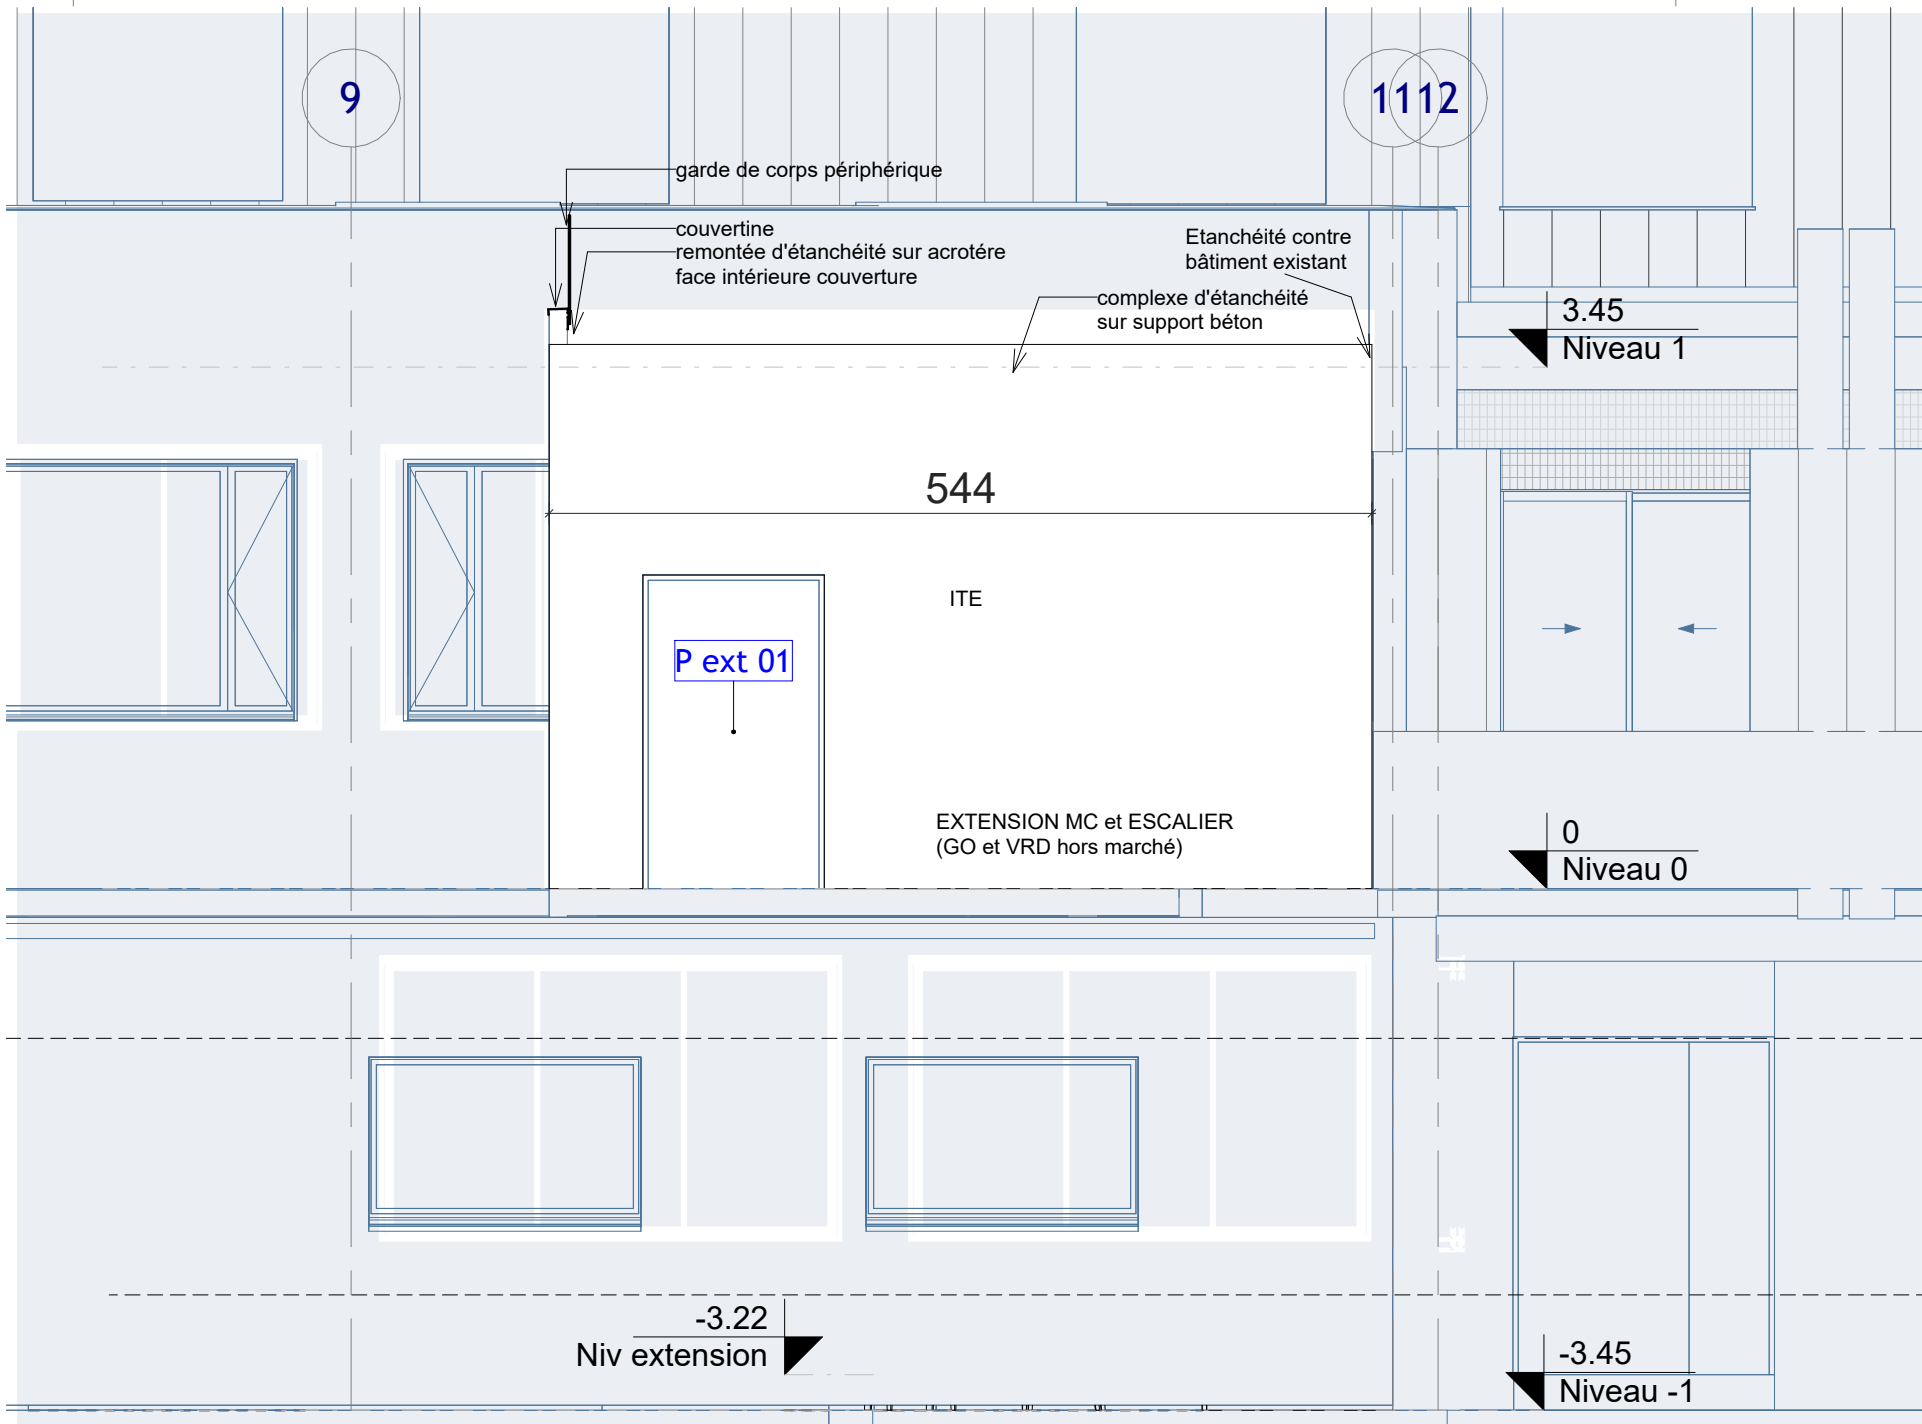 9
11
12
garde de corps périphérique
couvertine
remontée d'étanchéité sur acrotére
face intérieure couverture
Etanchéité contre
bâtiment existant
complexe d'étanchéité
sur support béton
3.45
Niveau 1
544
ITE
P ext 01
EXTENSION MC et ESCALIER
(GO et VRD hors marché)
0
Niveau 0
-3.22
Niv extension
-3.45
Niveau -1